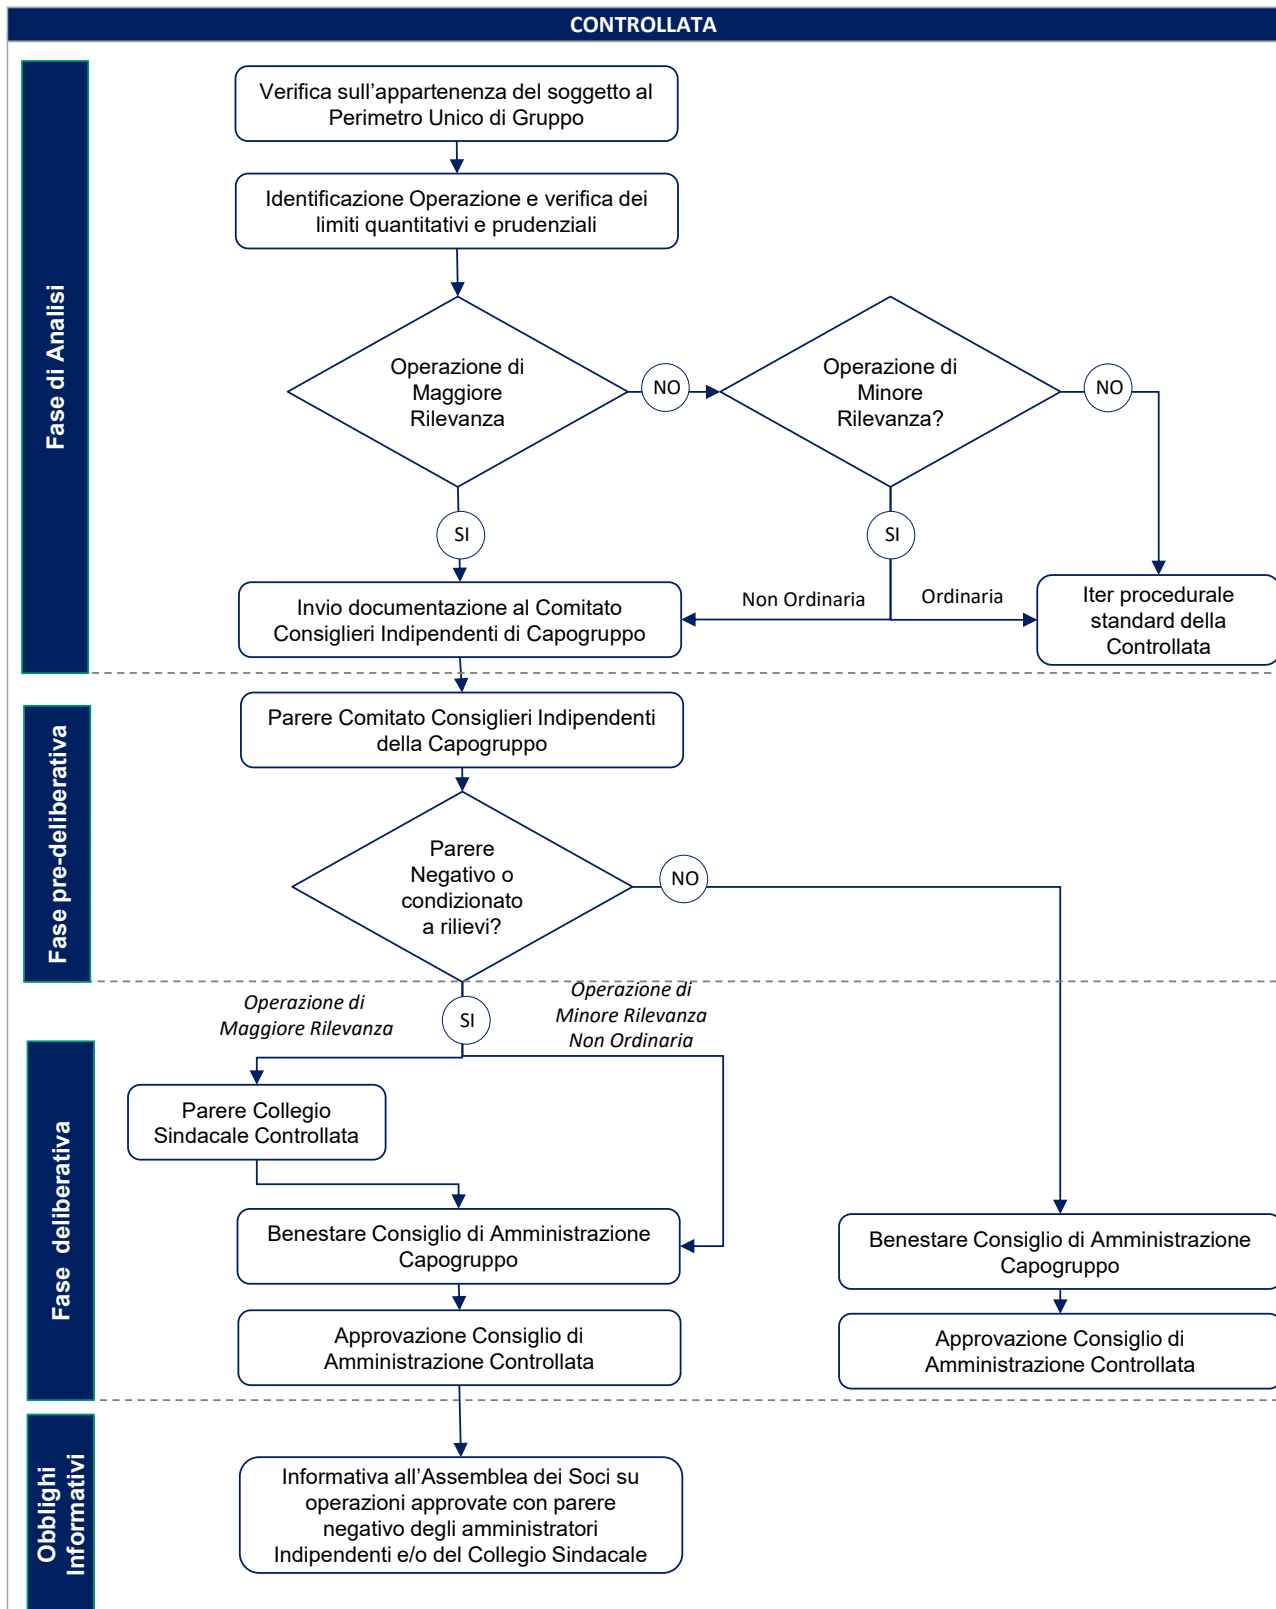 CONTROLLATA
Fase di Analisi
Verifica sull’appartenenza del soggetto al
Perimetro Unico di Gruppo
Identificazione Operazione e verifica dei
limiti quantitativi e prudenziali
Operazione di
Maggiore
Rilevanza
NO
Operazione di
Minore
Rilevanza?
NO
SI
SI
Non Ordinaria
Ordinaria
Invio documentazione al Comitato
Consiglieri Indipendenti di Capogruppo
Iter procedurale
standard della
Controllata
Fase pre-deliberativa
Parere Comitato Consiglieri Indipendenti
della Capogruppo
Parere
Negativo o
condizionato
a rilievi?
NO
Operazione di
Maggiore Rilevanza
SI
Operazione di
Minore Rilevanza
Non Ordinaria
Fase deliberativa
Parere Collegio
Sindacale Controllata
Benestare Consiglio di Amministrazione
Capogruppo
Benestare Consiglio di Amministrazione
Capogruppo
Approvazione Consiglio di
Amministrazione Controllata
Approvazione Consiglio di
Amministrazione Controllata
Obblighi
Informativi
Informativa all’Assemblea dei Soci su
operazioni approvate con parere
negativo degli amministratori
Indipendenti e/o del Collegio Sindacale